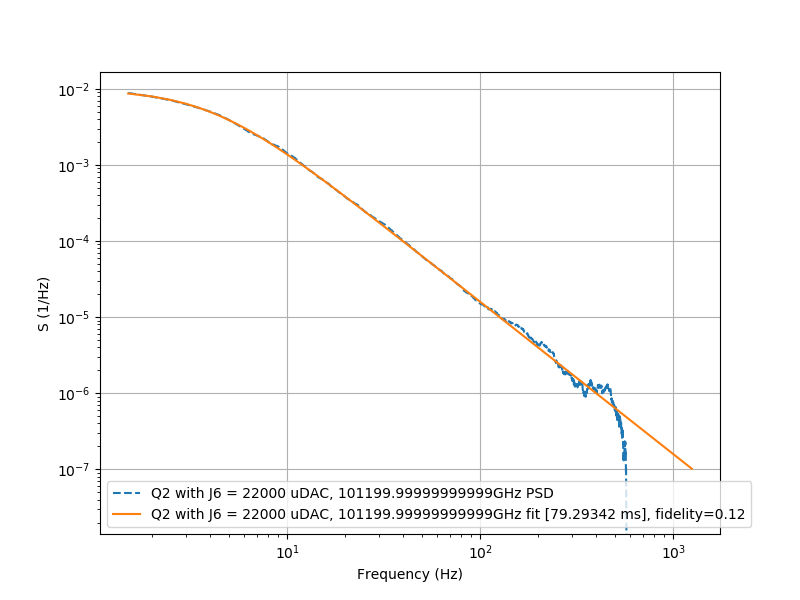 S (1/Hz)
10⁻²
10⁻³
10⁻⁴
10⁻⁵
10⁻⁶
10⁻⁷
Q2 with J6 = 22000 uDAC, 101199.99999999999GHz PSD
Q2 with J6 = 22000 uDAC, 101199.99999999999GHz fit [79.29342 ms], fidelity=0.12
10¹ 10² 10³
Frequency (Hz)